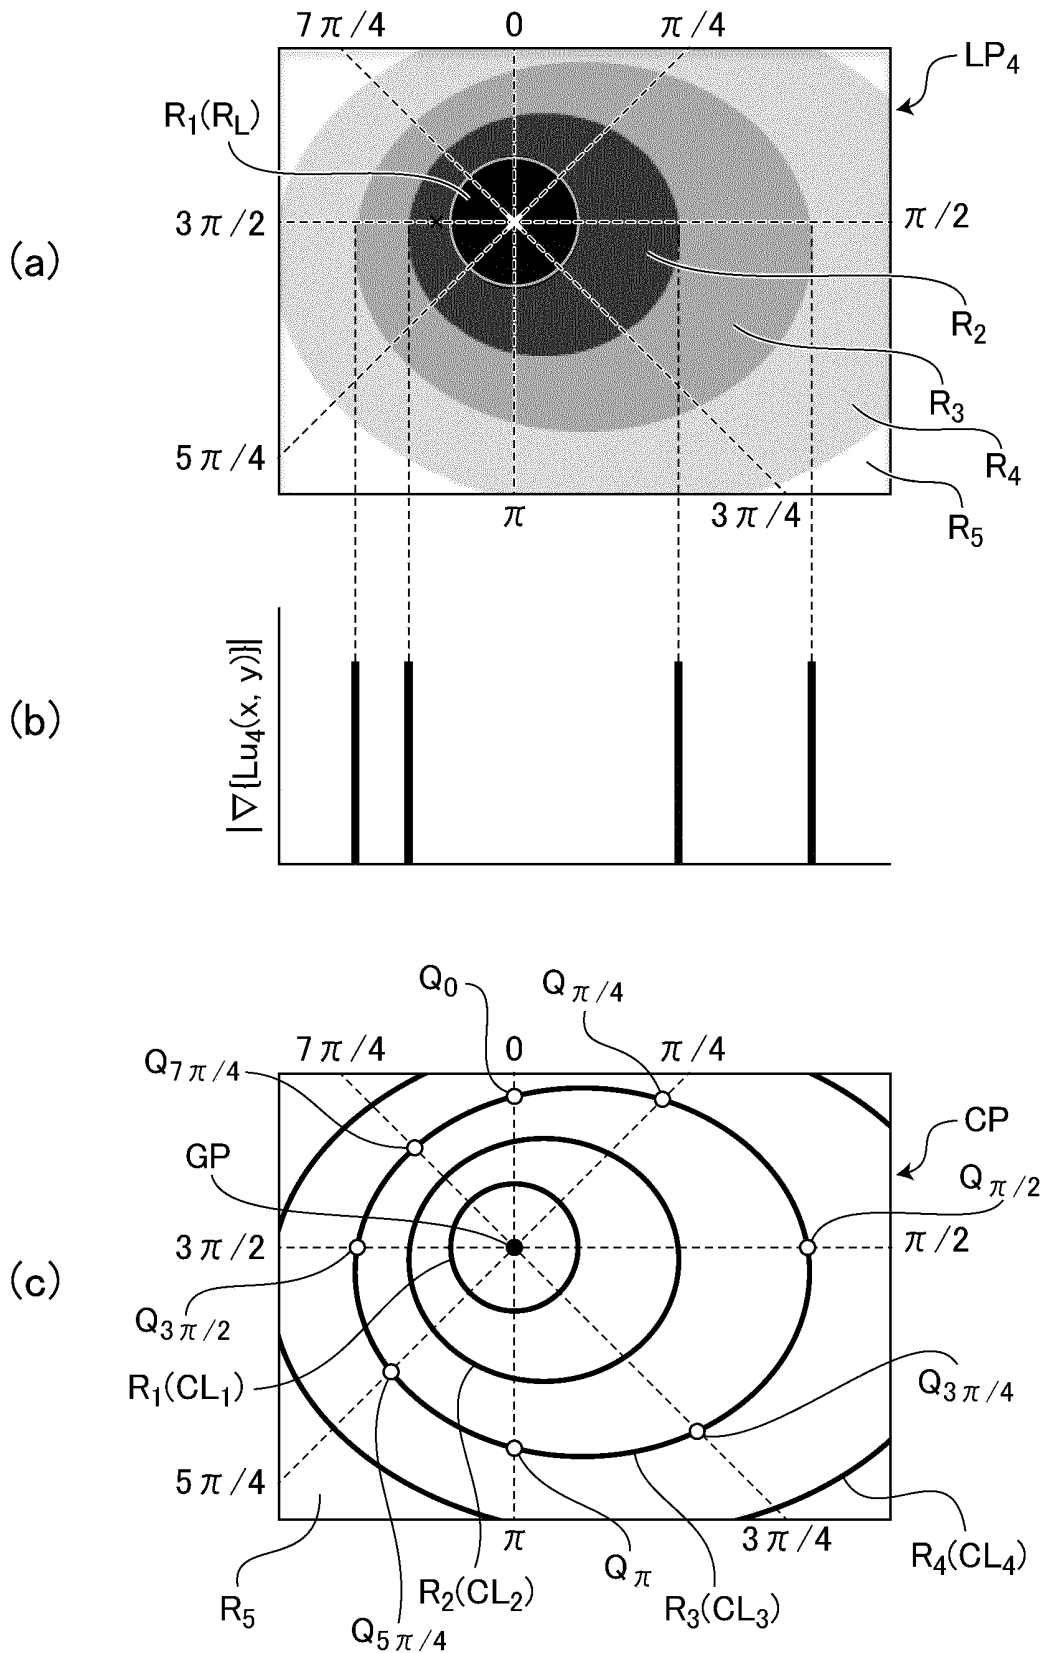 7π/4 0 π/4
LP4
R1(RL)
3π/2 π/2
(a)
R2
R3
5π/4
R4
π 3π/4
R5
(b)
|▽{Lu4(x, y)}|
Q0 Qπ/4
7π/4 0 π/4
Q7π/4
CP
GP
Qπ/2
3π/2 π/2
(c)
Q3π/2
R1(CL1)
Q3π/4
5π/4
π 3π/4
R4(CL4)
Qπ
R2(CL2)
R3(CL3)
R5
Q5π/4